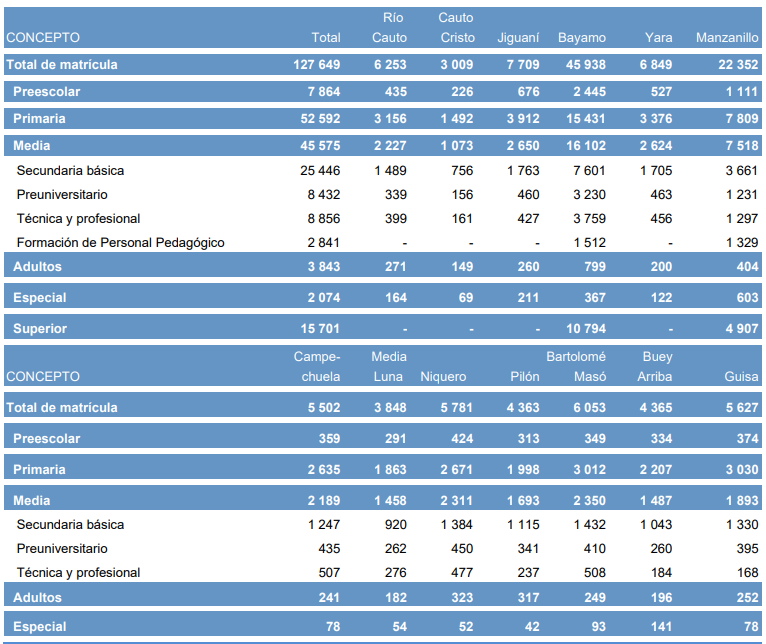 Río Cauto
CONCEPTO Total Cauto Cristo Jiguaní Bayamo Yara Manzanillo
Total de matrícula 127 649 6 253 3 009 7 709 45 938 6 849 22 352
Preescolar 7 864 435 226 676 2 445 527 1 111
Primaria 52 592 3 156 1 492 3 912 15 431 3 376 7 809
Media 45 575 2 227 1 073 2 650 16 102 2 624 7 518
Secundaria básica 25 446 1 489 756 1 763 7 601 1 705 3 661
Preuniversitario 8 432 339 156 460 3 230 463 1 231
Técnica y profesional 8 856 399 161 427 3 759 456 1 297
Formación de Personal Pedagógico 2 841 - - - 1 512 - 1 329
Adultos 3 843 271 149 260 799 200 404
Especial 2 074 164 69 211 367 122 603
Superior 15 701 - - - 10 794 - 4 907
Campe- Media Bartolomé Buey
CONCEPTO chuela Luna Niquero Pilón Masó Arriba Guisa
Total de matrícula 5 502 3 848 5 781 4 363 6 053 4 365 5 627
Preescolar 359 291 424 313 349 334 374
Primaria 2 635 1 863 2 671 1 998 3 012 2 207 3 030
Media 2 189 1 458 2 311 1 693 2 350 1 487 1 893
Secundaria básica 1 247 920 1 384 1 115 1 432 1 043 1 330
Preuniversitario 435 262 450 341 410 260 395
Técnica y profesional 507 276 477 237 508 184 168
Adultos 241 182 323 317 249 196 252
Especial 78 54 52 42 93 141 78